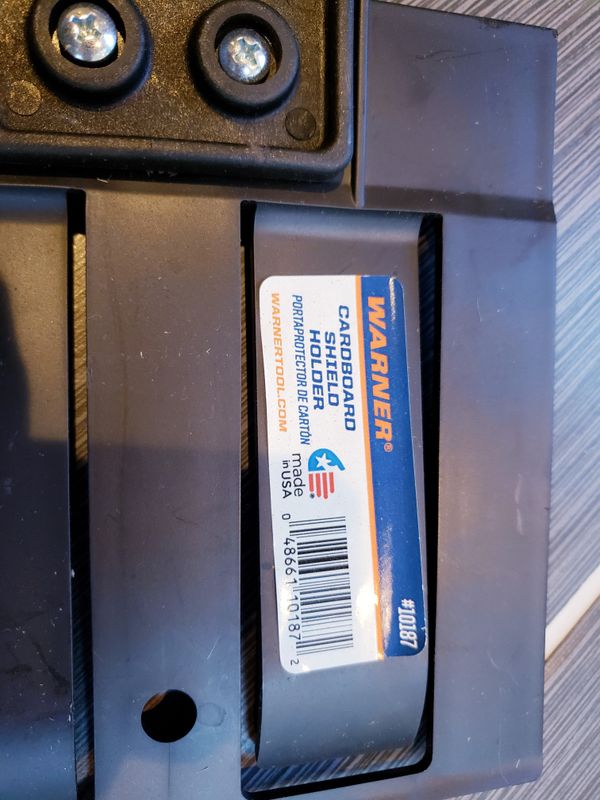 WARNER®
#10187
CARDBOARD
SHIELD
HOLDER
PORTAPROTECTOR DE CARTÓN
WARNERTOOL.COM
made
in USA
0 48661 10187 2